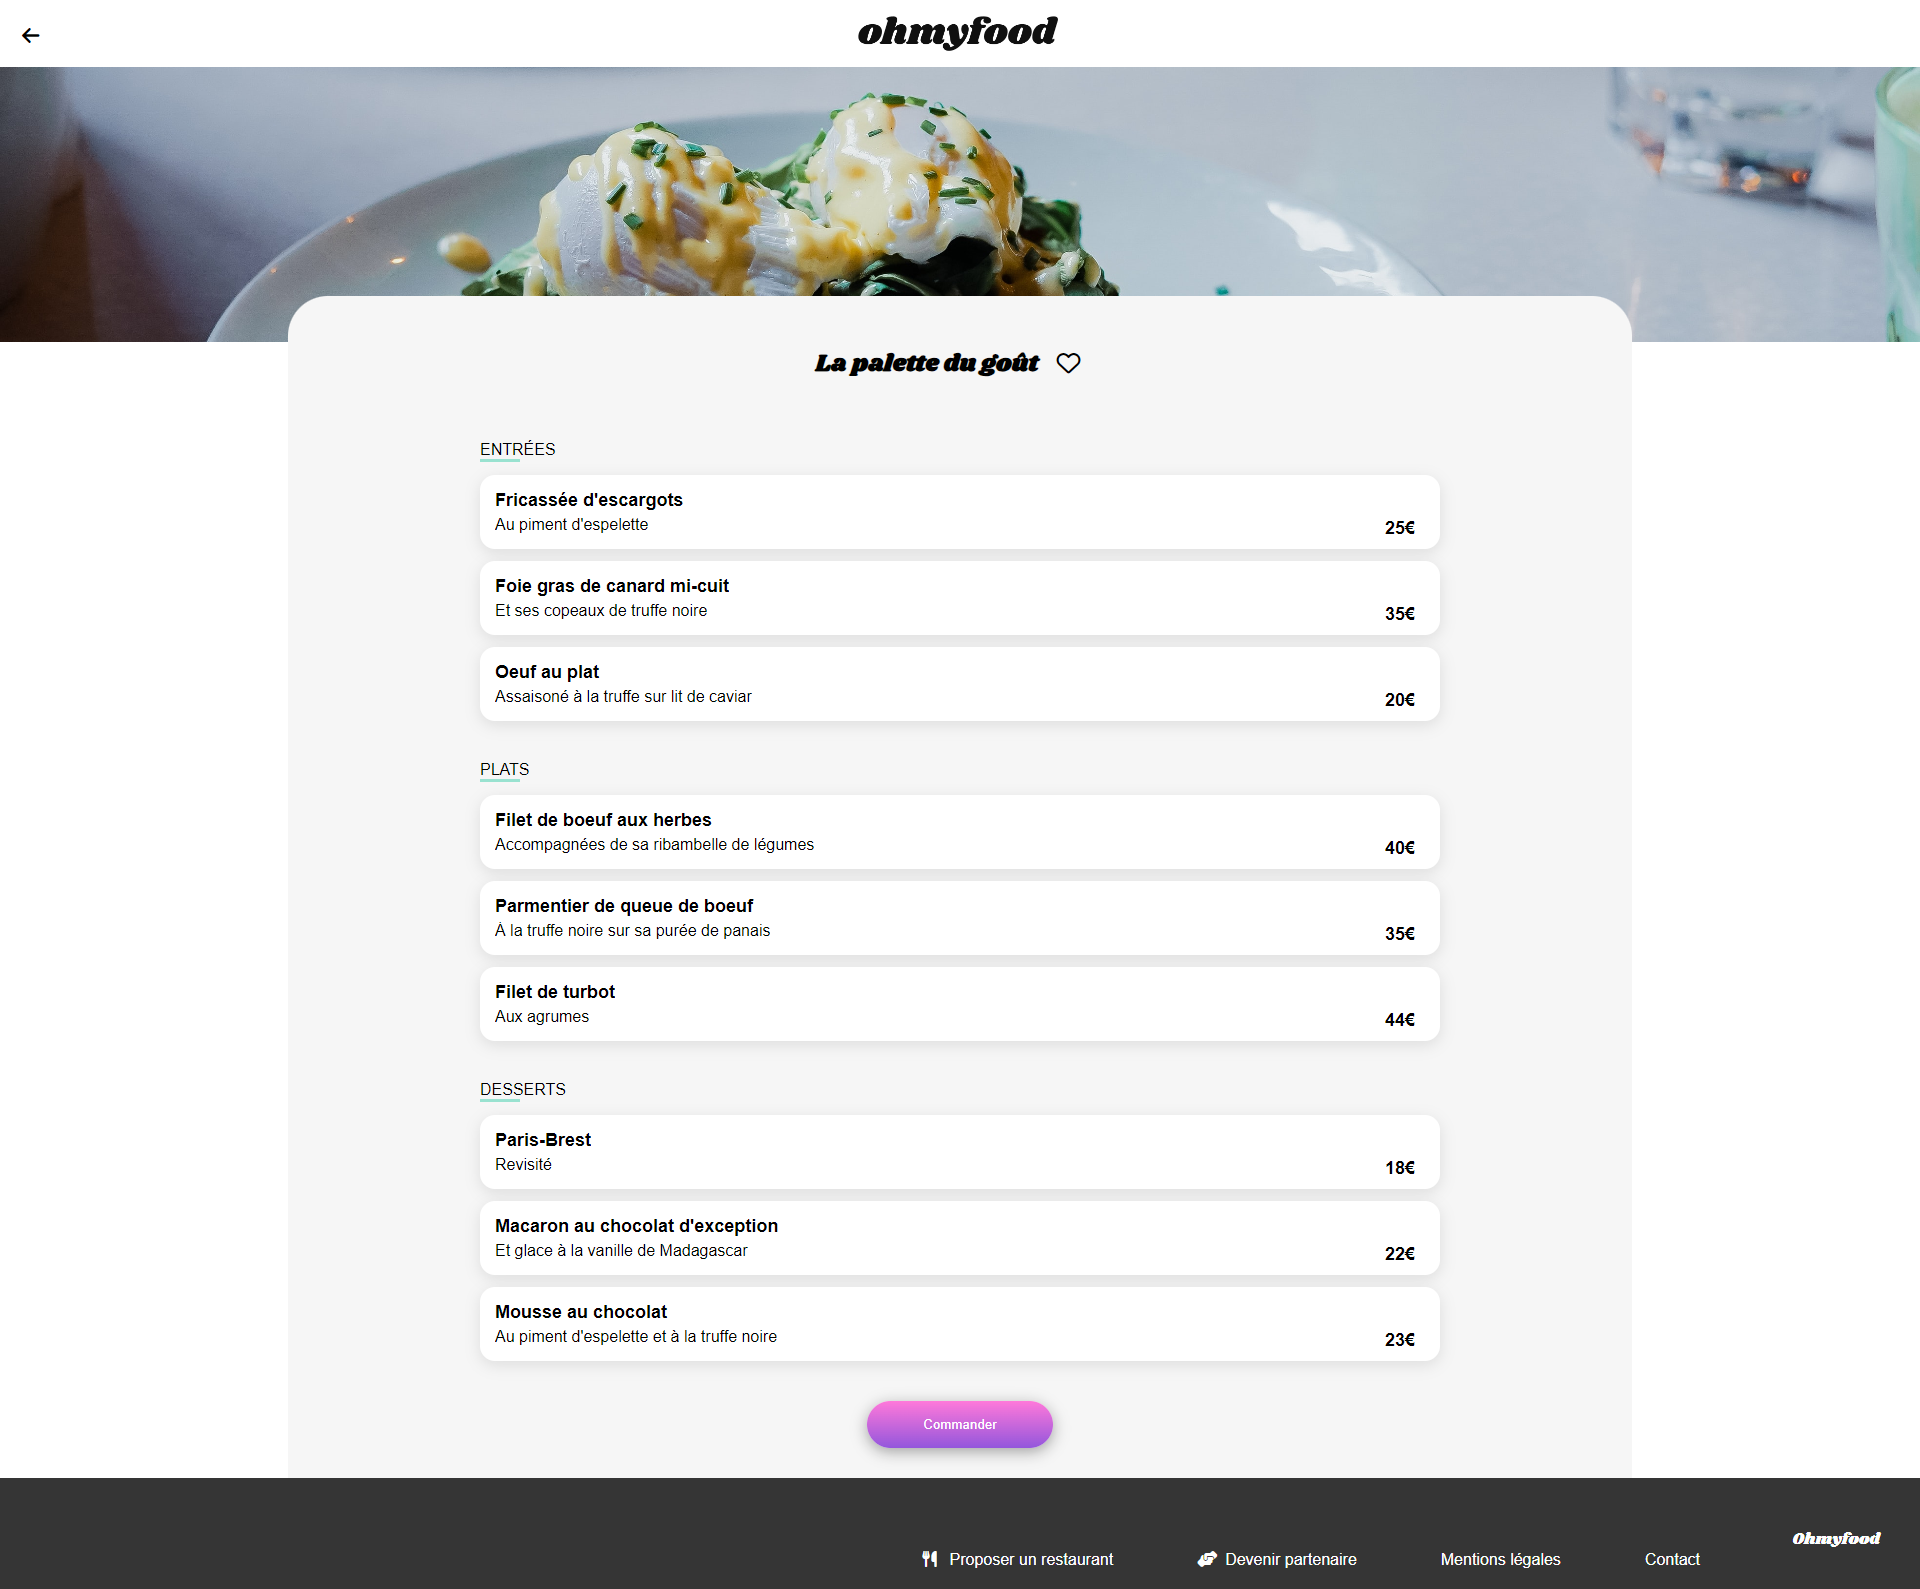 ohmyfood
La palette du goût
ENTRÉES
Fricassée d'escargots
Au piment d'espelette
25€
Foie gras de canard mi-cuit
Et ses copeaux de truffe noire
35€
Oeuf au plat
Assaisoné à la truffe sur lit de caviar
20€
PLATS
Filet de boeuf aux herbes
Accompagnées de sa ribambelle de légumes
40€
Parmentier de queue de boeuf
À la truffe noire sur sa purée de panais
35€
Filet de turbot
Aux agrumes
44€
DESSERTS
Paris-Brest
Revisité
18€
Macaron au chocolat d'exception
Et glace à la vanille de Madagascar
22€
Mousse au chocolat
Au piment d'espelette et à la truffe noire
23€
Commander
Ohmyfood
Proposer un restaurant
Devenir partenaire
Mentions légales
Contact